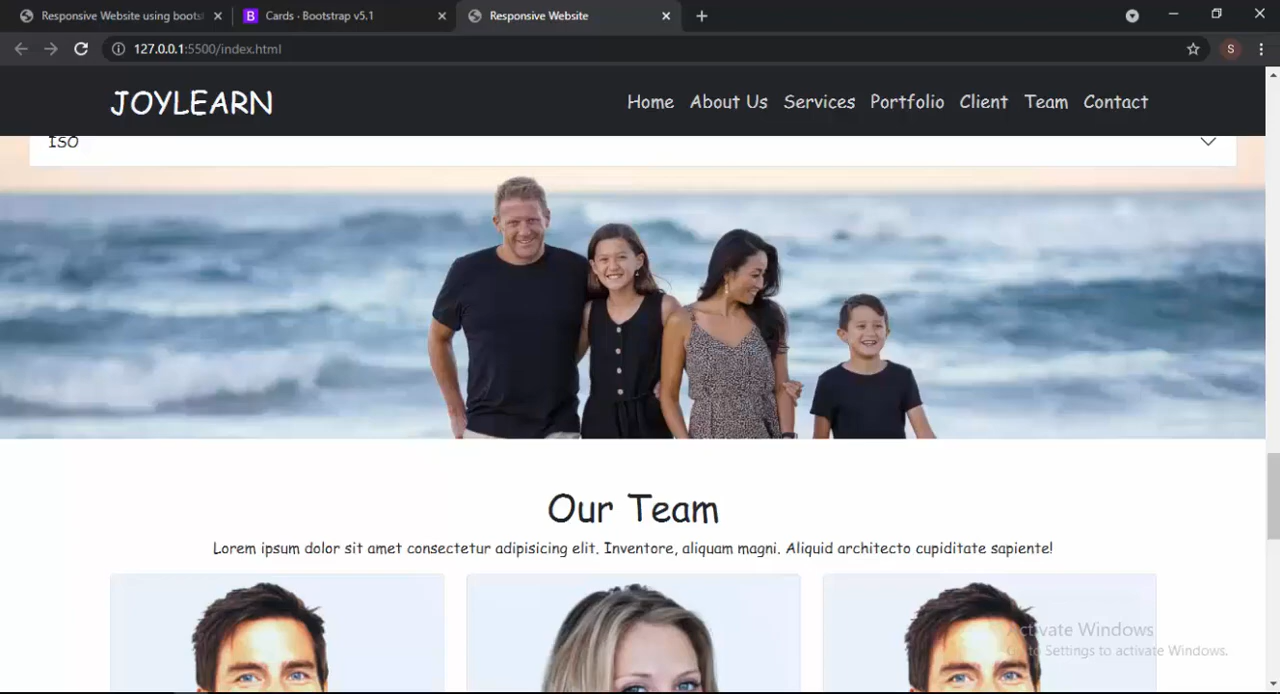 Responsive Website using boots
Cards · Bootstrap v5.1
Responsive Website
127.0.0.1:5500/index.html
S
JOYLEARN
Home About Us Services Portfolio Client Team Contact
ISO
Our Team
Lorem ipsum dolor sit amet consectetur adipisicing elit. Inventore, aliquam magni. Aliquid architecto cupiditate sapiente!
Activate Windows
Go to Settings to activate Windows.